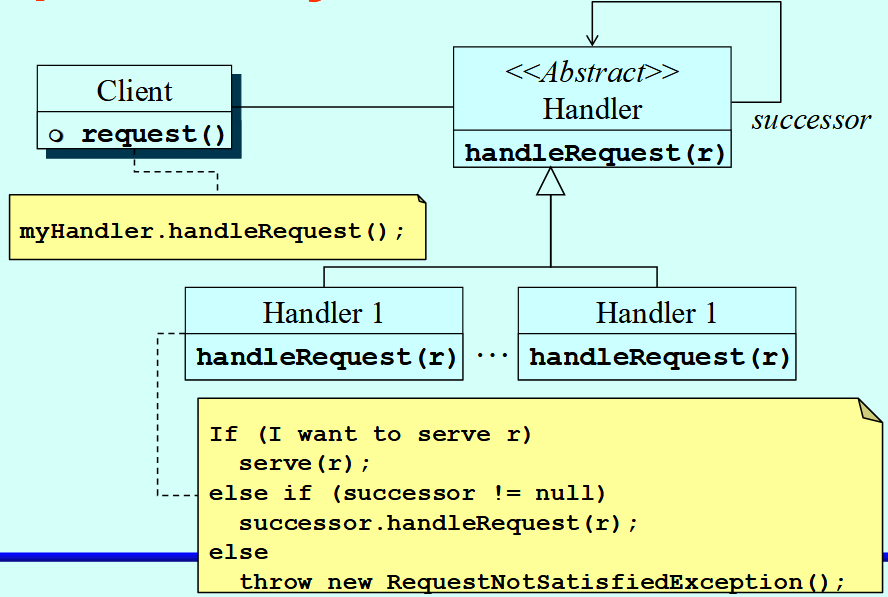 Client
request()
<<Abstract>>
Handler
handleRequest(r)
successor
myHandler.handleRequest();
Handler 1
handleRequest(r)
...
Handler 1
handleRequest(r)
If (I want to serve r)
serve(r);
else if (successor != null)
successor.handleRequest(r);
else
throw new RequestNotSatisfiedException();